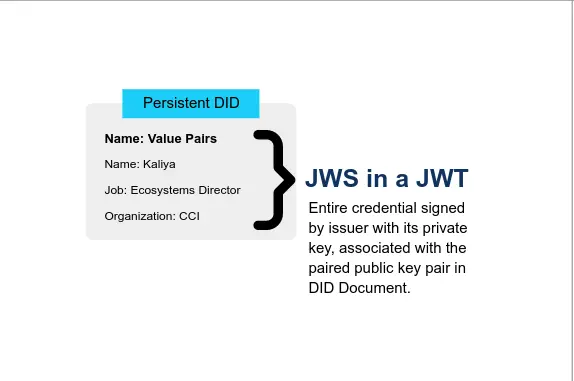 Persistent DID
Name: Value Pairs
Name: Kaliya
Job: Ecosystems Director
Organization: CCI
JWS in a JWT
Entire credential signed
by issuer with its private
key, associated with the
paired public key pair in
DID Document.